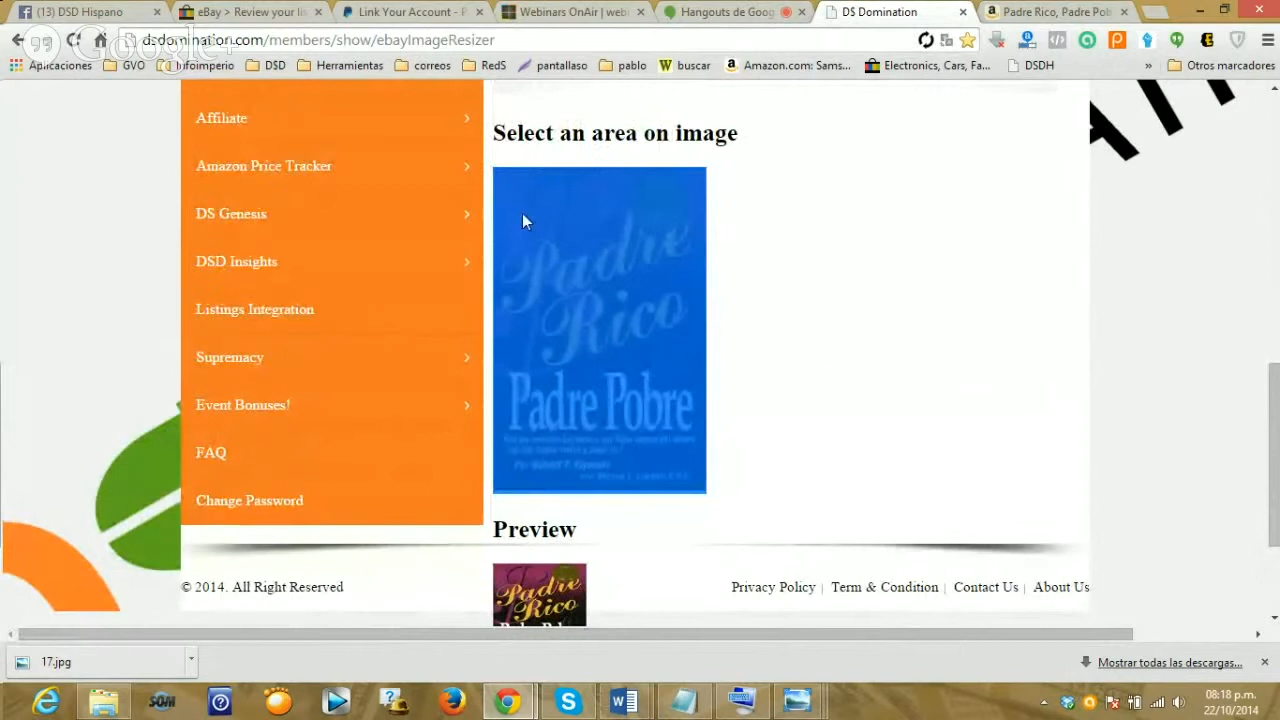 (13) DSD Hispano
eBay > Review your lis
Link Your Account - P
Webinars OnAir | web
Hangouts de Goog
DS Domination
Padre Rico, Padre Pob
Google+
dsdomination.com/members/show/ebayImageResizer
Aplicaciones
GVO
Infoimperio
DSD
Herramientas
correos
RedS
pantallaso
pablo
buscar
Amazon.com: Sams...
Electronics, Cars, Fa...
DSDH
»
Otros marcadores
Affiliate
Amazon Price Tracker
DS Genesis
DSD Insights
Listings Integration
Supremacy
Event Bonuses!
FAQ
Change Password
Select an area on image
Padre
Rico
Padre Pobre
Preview
Padre
Rico
© 2014. All Right Reserved
Privacy Policy | Term & Condition | Contact Us | About Us
17.jpg
Mostrar todas las descargas...
SOM
08:18 p.m.
22/10/2014